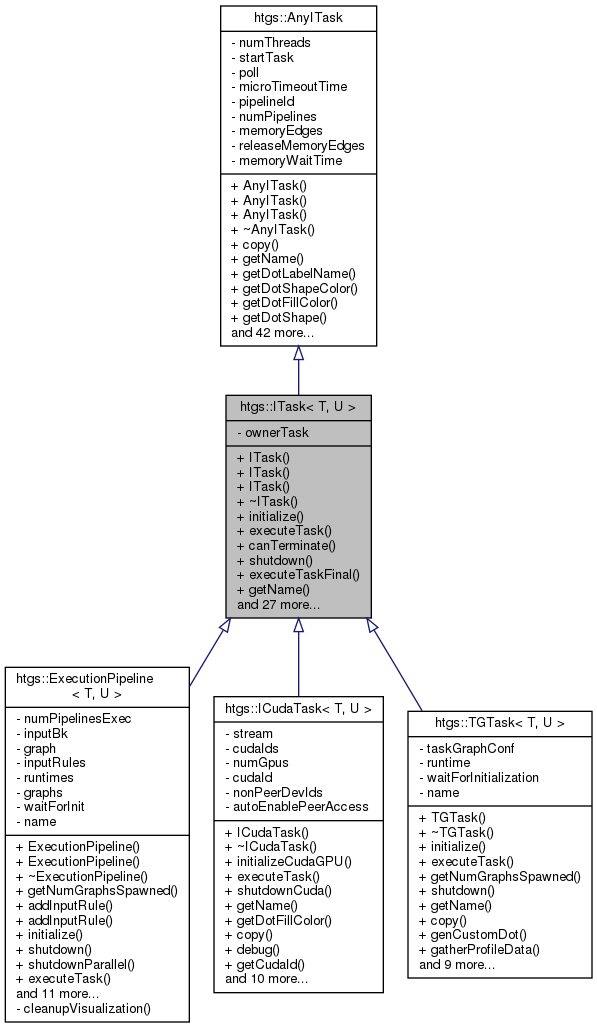 htgs::AnyITask
- numThreads
- startTask
- poll
- microTimeoutTime
- pipelineId
- numPipelines
- memoryEdges
- releaseMemoryEdges
- memoryWaitTime
+ AnyITask()
+ AnyITask()
+ AnyITask()
+ ~AnyITask()
+ copy()
+ getName()
+ getDotLabelName()
+ getDotShapeColor()
+ getDotFillColor()
+ getDotShape()
and 42 more...
htgs::ITask< T, U >
- ownerTask
+ ITask()
+ ITask()
+ ITask()
+ ~ITask()
+ initialize()
+ executeTask()
+ canTerminate()
+ shutdown()
+ executeTaskFinal()
+ getName()
and 27 more...
htgs::ExecutionPipeline
< T, U >
- numPipelinesExec
- inputBk
- graph
- inputRules
- runtimes
- graphs
- waitForInit
- name
+ ExecutionPipeline()
+ ExecutionPipeline()
+ ~ExecutionPipeline()
+ getNumGraphsSpawned()
+ addInputRule()
+ addInputRule()
+ initialize()
+ shutdown()
+ shutdownParallel()
+ executeTask()
and 11 more...
- cleanupVisualization()
htgs::ICudaTask< T, U >
- stream
- cudaIds
- numGpus
- cudaId
- nonPeerDevIds
- autoEnablePeerAccess
+ ICudaTask()
+ ~ICudaTask()
+ initializeCudaGPU()
+ executeTask()
+ shutdownCuda()
+ getName()
+ getDotFillColor()
+ copy()
+ debug()
+ getCudaId()
and 10 more...
htgs::TGTask< T, U >
- taskGraphConf
- runtime
- waitForInitialization
- name
+ TGTask()
+ ~TGTask()
+ initialize()
+ executeTask()
+ getNumGraphsSpawned()
+ shutdown()
+ getName()
+ copy()
+ genCustomDot()
+ gatherProfileData()
and 9 more...